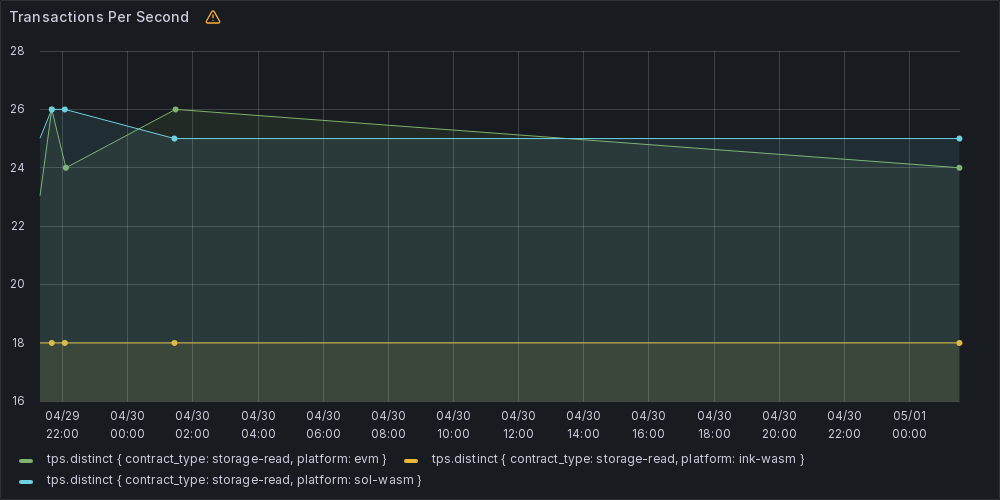 Transactions Per Second
28
26
24
22
20
18
16
04/29 04/30 04/30 04/30 04/30 04/30 04/30 04/30 04/30 04/30 04/30 04/30 04/30 05/01
22:00 00:00 02:00 04:00 06:00 08:00 10:00 12:00 14:00 16:00 18:00 20:00 22:00 00:00
tps.distinct { contract_type: storage-read, platform: evm } tps.distinct { contract_type: storage-read, platform: ink-wasm }
tps.distinct { contract_type: storage-read, platform: sol-wasm }